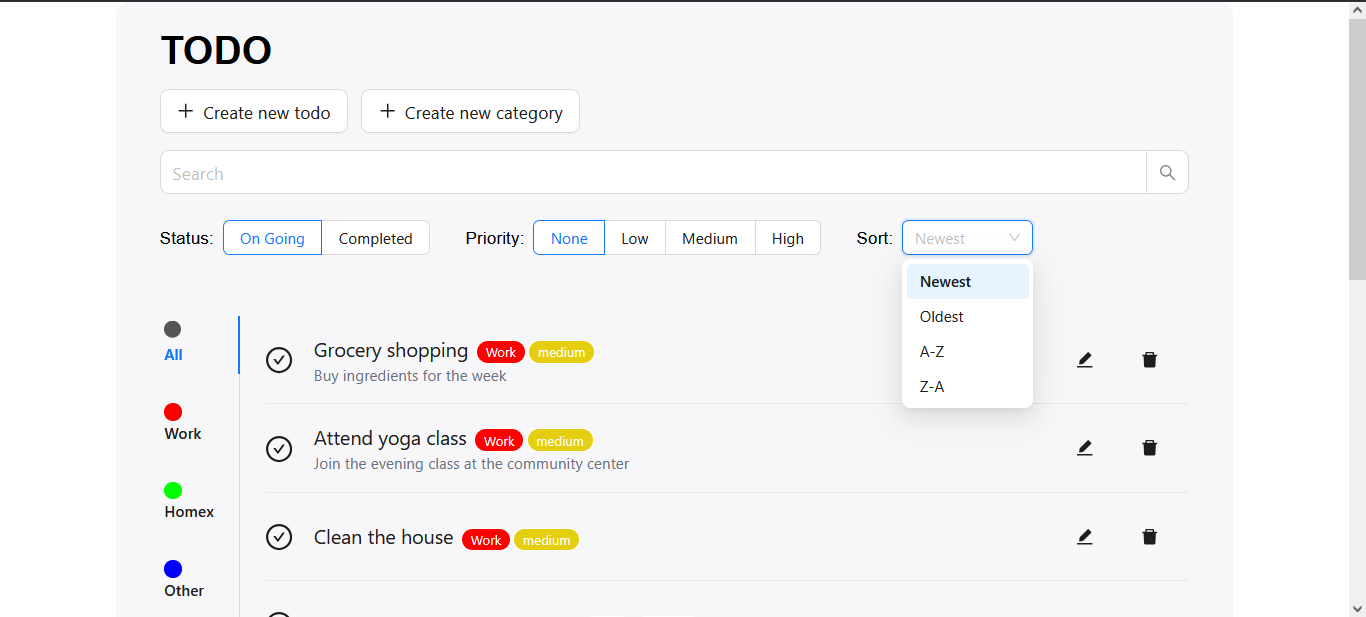 TODO
+ Create new todo + Create new category
Search
Status: On Going Completed Priority: None Low Medium High Sort: Newest
Newest
Oldest
A-Z
Z-A
All
Work
Homex
Other
Grocery shopping Work medium
Buy ingredients for the week
Attend yoga class Work medium
Join the evening class at the community center
Clean the house Work medium